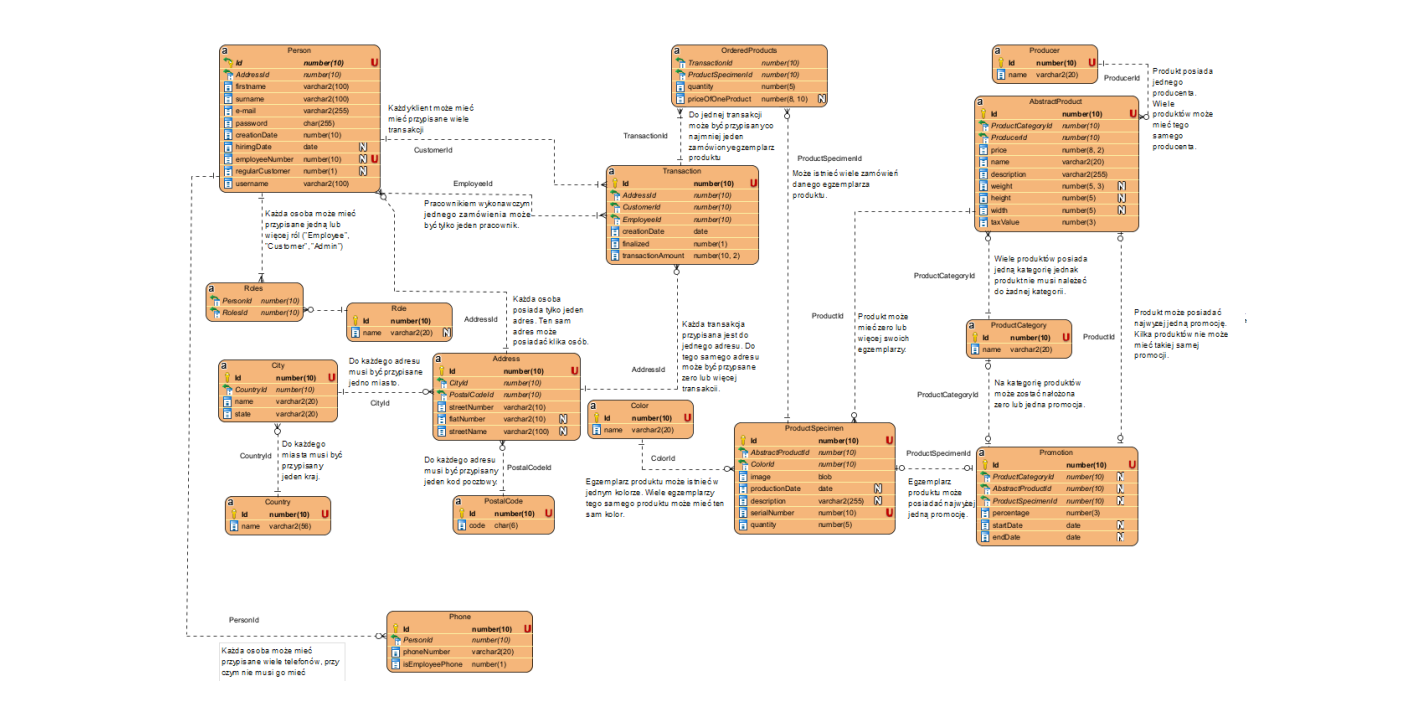 Person
Id number(10) U
AddressId number(10)
firstname varchar2(100)
surname varchar2(100)
e-mail varchar2(255)
password char(255)
creationDate number(10)
hirimgDate date N
employeeNumber number(10) N U
regularCustomer number(1) N
username varchar2(100)
Każdy klient może mieć
mieć przypisane wiele
transakcji
CustomerId
EmployeeId
Pracownikiem wykonawczym
jednego zamówienia może
być tylko jeden pracownik.
Każda osoba może mieć
przypisane jedną lub
więcej ról ("Employee",
"Customer", "Admin")
OrderedProducts
TransactionId number(10)
ProductSpecimenId number(10)
quantity number(5)
priceOfOneProduct number(8, 10) N
TransactionId
Do jednej transakcji
może być przypisany co
najmniej jeden
zamówiony egzemplarz
produktu
ProductSpecimenId
Może istnieć wiele zamówień
danego egzemplarza
produktu.
Transaction
Id number(10) U
AddressId number(10)
CustomerId number(10)
EmployeeId number(10)
creationDate date
finalized number(1)
transactionAmount number(10, 2)
Producer
Id number(10) U
name varchar2(20)
ProducerId
Produkt posiada
jednego
producenta.
Wiele
produktów może
mieć tego
samego
producenta.
AbstractProduct
Id number(10) U
ProductCategoryId number(10)
ProducerId number(10)
price number(8, 2)
name varchar2(20)
description varchar2(255)
weight number(5, 3) N
height number(5) N
width number(5) N
taxValue number(3)
Roles
PersonId number(10)
RolesId number(10)
Role
Id number(10) U
name varchar2(20) N
AddressId
Każda osoba
posiada tylko jeden
adres. Ten sam
adres może
posiadać klika osób.
Każda transakcja
przypisana jest do
jednego adresu. Do
tego samego adresu
może być przypsane
zero lub więcej
transakcji.
AddressId
ProductId
Produkt może
mieć zero lub
więcej swoich
egzemplarzy.
ProductCategoryId
Wiele produktów posiada
jedną kategorię jednak
produkt nie musi należeć
do żadnej kategorii.
ProductCategory
Id number(10) U
name varchar2(20)
ProductId
Produkt może posiadać
najwyżej jedną promocję.
Kilka produktów nie może
mieć takiej samej
promocji.
ProductCategoryId
Na kategorię produktów
może zostać nałożona
zero lub jedna promocja.
City
Id number(10) U
CountryId number(10)
name varchar2(20)
state varchar2(20)
Do każdego adresu
musi być przypisane
jedno miasto.
CityId
Address
Id number(10) U
CityId number(10)
PostalCodeId number(10)
streetNumber varchar2(10)
flatNumber varchar2(10) N
streetName varchar2(100) N
Color
Id number(10) U
name varchar2(20)
ColorId
Egzemplarz produktu może istnieć w
jednym kolorze. Wiele egzemplarzy
tego samego produktu może mieć ten
sam kolor.
CountryId
Do każdego
miasta musi być
przypisany
jeden kraj.
Country
Id number(10) U
name varchar2(56)
Do każdego adresu
musi być przypisany
jeden kod pocztowy.
PostalCodeId
PostalCode
Id number(10) U
code char(6)
ProductSpecimen
Id number(10) U
AbstractProductId number(10)
ColorId number(10)
image blob
productionDate date N
description varchar2(255) N
serialNumber number(10) U
quantity number(5)
ProductSpecimenId
Egzemplarz
produktu może
posiadać najwyżej
jedną promocję.
Promotion
Id number(10) U
ProductCategoryId number(10) N
AbstractProductId number(10) N
ProductSpecimenId number(10) N
percentage number(3)
startDate date N
endDate date N
PersonId
Każda osoba może mieć
przypisane wiele telefonów, przy
czym nie musi go mieć
Phone
Id number(10) U
PersonId number(10)
phoneNumber varchar2(20)
isEmployeePhone number(1)